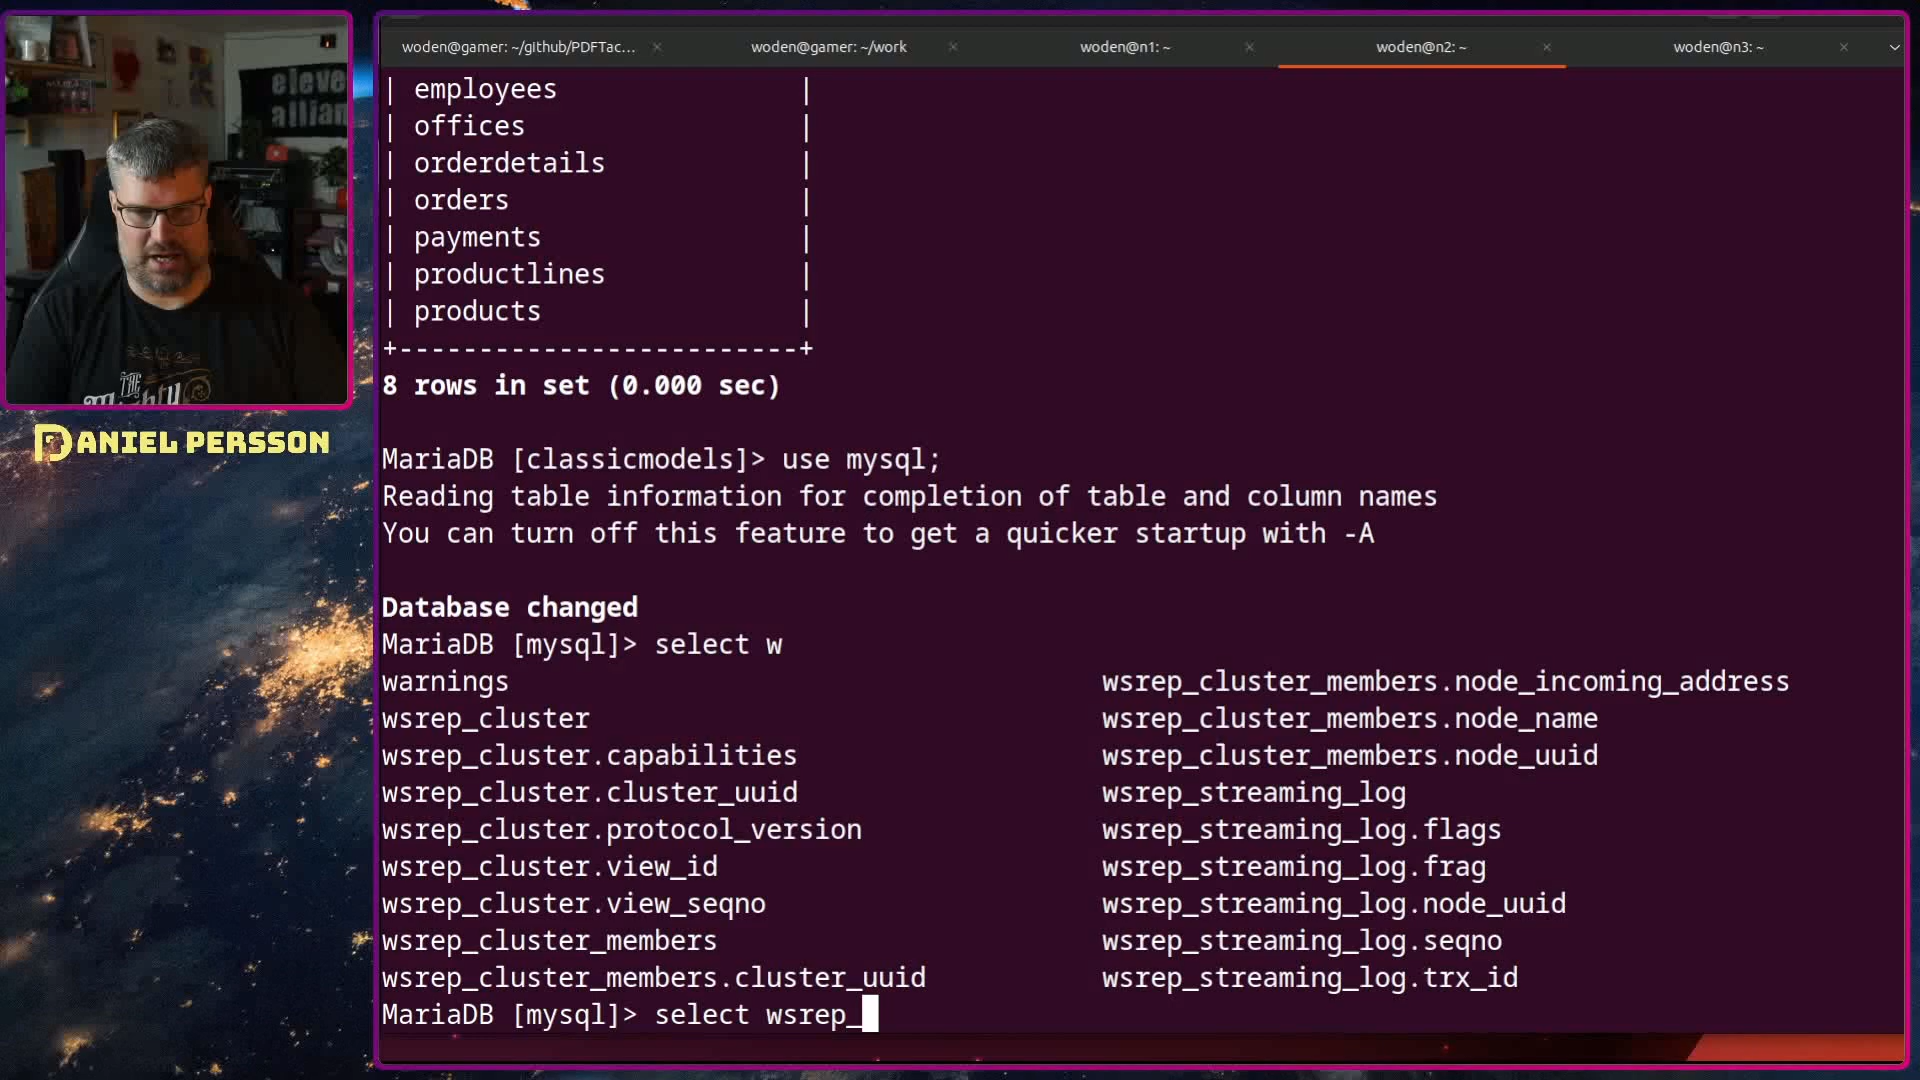 woden@gamer: ~/github/PDFTac...
woden@gamer: ~/work
woden@n1: ~
woden@n2: ~
woden@n3: ~
| employees |
| offices |
| orderdetails |
| orders |
| payments |
| productlines |
| products |
+-------------------------+
8 rows in set (0.000 sec)
MariaDB [classicmodels]> use mysql;
Reading table information for completion of table and column names
You can turn off this feature to get a quicker startup with -A
Database changed
MariaDB [mysql]> select w
warnings wsrep_cluster_members.node_incoming_address
wsrep_cluster wsrep_cluster_members.node_name
wsrep_cluster.capabilities wsrep_cluster_members.node_uuid
wsrep_cluster.cluster_uuid wsrep_streaming_log
wsrep_cluster.protocol_version wsrep_streaming_log.flags
wsrep_cluster.view_id wsrep_streaming_log.frag
wsrep_cluster.view_seqno wsrep_streaming_log.node_uuid
wsrep_cluster_members wsrep_streaming_log.seqno
wsrep_cluster_members.cluster_uuid wsrep_streaming_log.trx_id
MariaDB [mysql]> select wsrep_
DANIEL PERSSON
THE